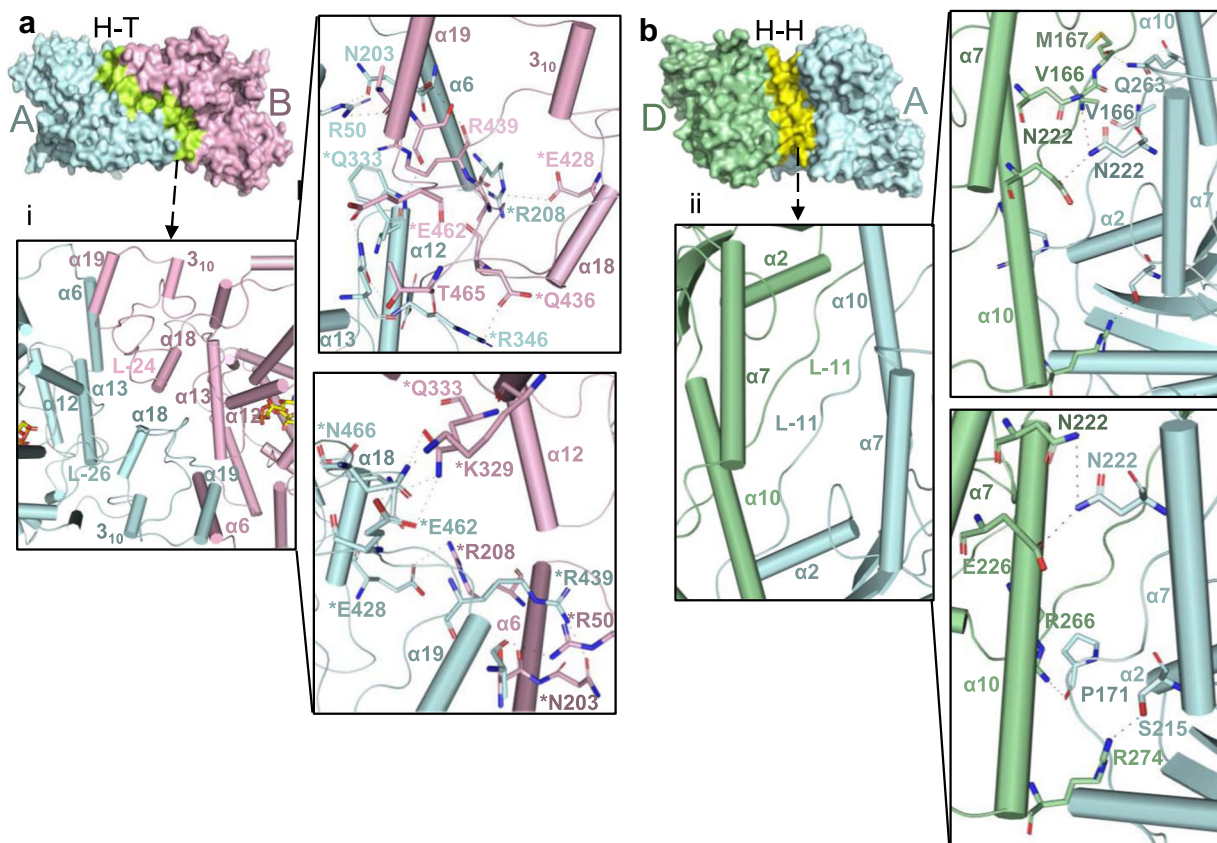 a
H-T
A
B
i
α19
3₁₀
α6
α18
L-24
α13
α13
α12
α18
α12
L-26
α19
3₁₀
α6
α19
N203
3₁₀
α6
R50
R439
*Q333
*E428
*R208
*E462
α12
α18
T465
*Q436
α13
*R346
*Q333
*N466
α18
*K329
α12
*E462
*R208
*R439
*E428
α6
*R50
α19
*N203
b
H-H
D
A
ii
α2
α10
α7
L-11
L-11
α7
α10
α2
α10
M167
α7
V166
Q263
V166
N222
N222
α2
α7
α10
N222
N222
α7
E226
α7
R266
α10
α2
P171
S215
R274